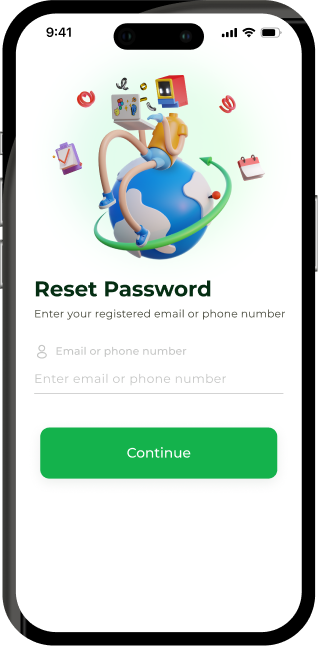 9:41
Reset Password
Enter your registered email or phone number
Email or phone number
Enter email or phone number
Continue